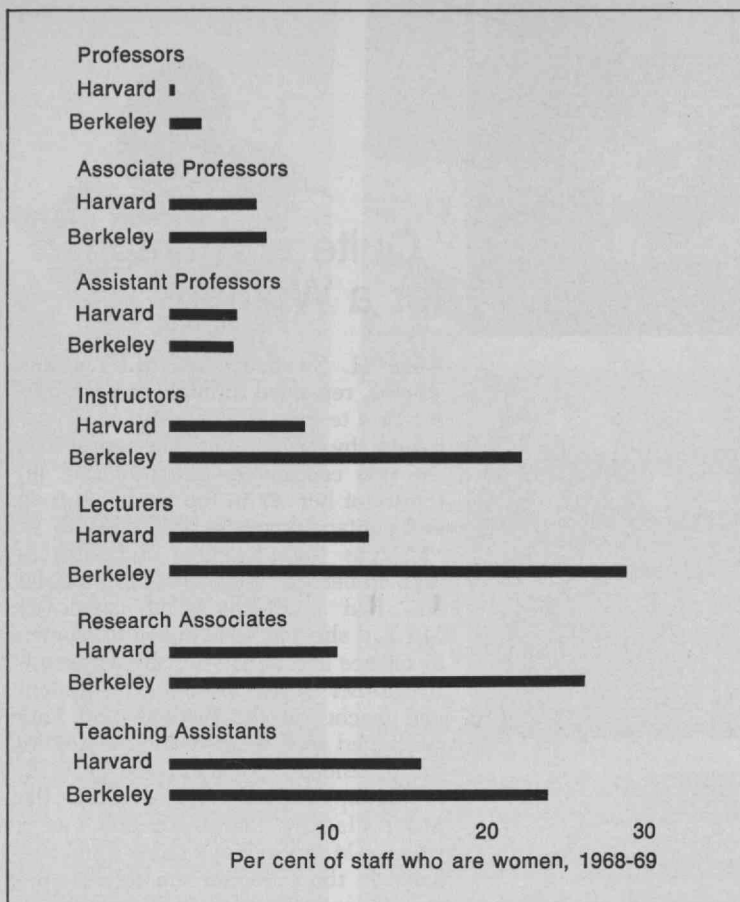 Professors
Harvard
Berkeley
Associate Professors
Harvard
Berkeley
Assistant Professors
Harvard
Berkeley
Instructors
Harvard
Berkeley
Lecturers
Harvard
Berkeley
Research Associates
Harvard
Berkeley
Teaching Assistants
Harvard
Berkeley
10 20 30
Per cent of staff who are women, 1968-69